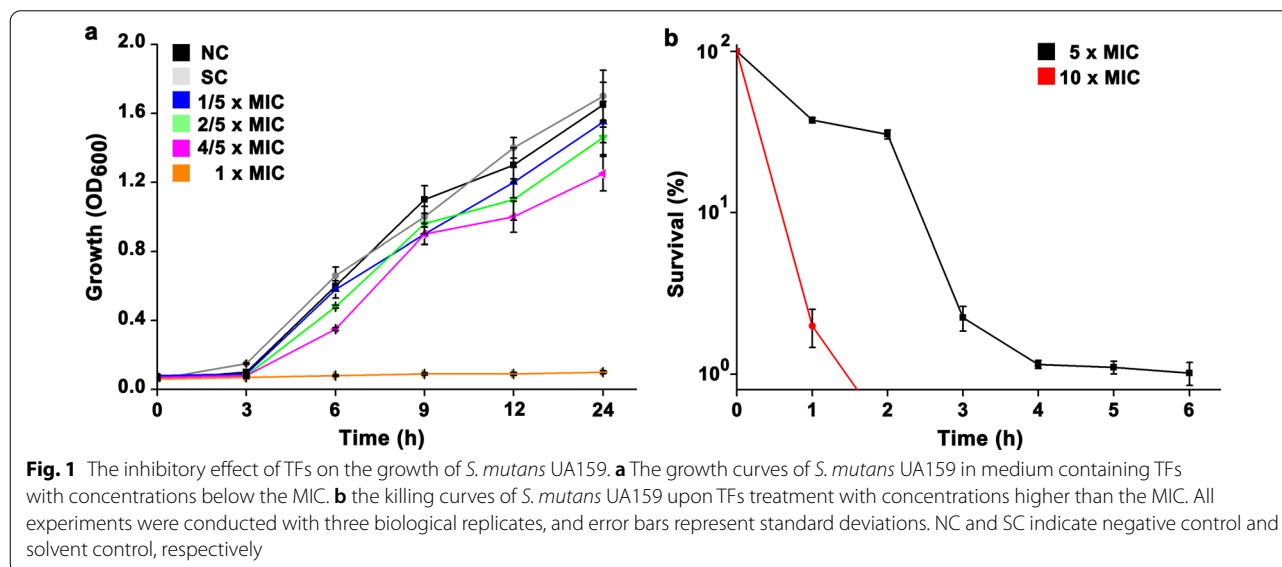 a
2.0
1.6
1.2
0.8
0.4
0.0
Growth (OD600)
NC
SC
1/5 x MIC
2/5 x MIC
4/5 x MIC
1 x MIC
0 3 6 9 12 24
Time (h)
b
10^2
10^1
10^0
Survival (%)
5 x MIC
10 x MIC
0 1 2 3 4 5 6
Time (h)
Fig. 1 The inhibitory effect of TFs on the growth of S. mutans UA159. a The growth curves of S. mutans UA159 in medium containing TFs
with concentrations below the MIC. b the killing curves of S. mutans UA159 upon TFs treatment with concentrations higher than the MIC. All
experiments were conducted with three biological replicates, and error bars represent standard deviations. NC and SC indicate negative control and
solvent control, respectively